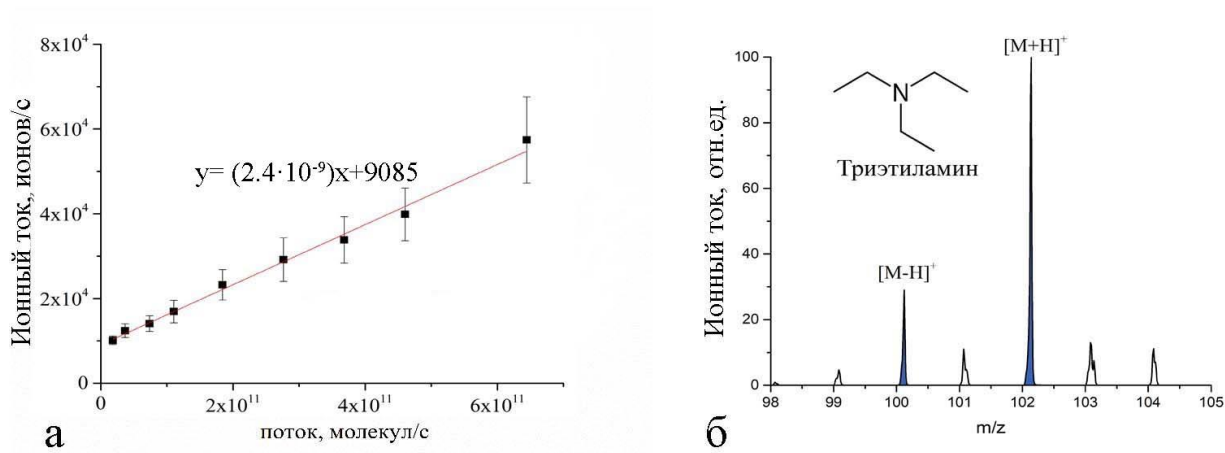 8x10⁴
6x10⁴
4x10⁴
2x10⁴
0
Ионный ток,, ионов/с
y= (2.4·10⁻⁹)x+9085
0
2x10¹¹
4x10¹¹
6x10¹¹
поток, молекул/с
а
[M+H]⁺
100
80
60
40
20
0
Ионный ток, отн.ед.
N
Триэтиламин
[M-H]⁺
98
99
100
101
102
103
104
105
m/z
б